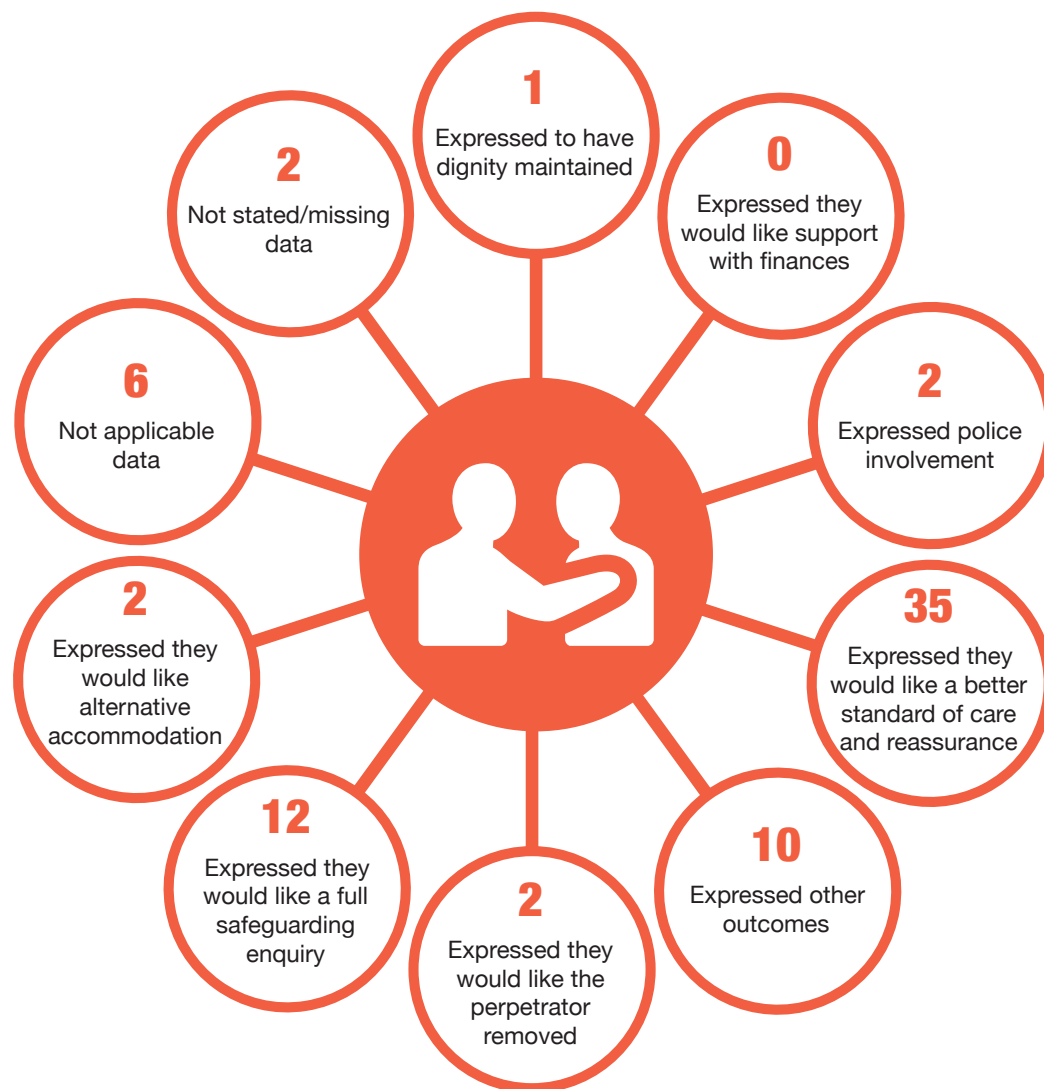 1
Expressed to have
dignity maintained
0
Expressed they
would like support
with finances
2
Expressed police
involvement
35
Expressed they
would like a better
standard of care
and reassurance
10
Expressed other
outcomes
2
Expressed they
would like the
perpetrator
removed
12
Expressed they
would like a full
safeguarding
enquiry
2
Expressed they
would like
alternative
accommodation
6
Not applicable
data
2
Not stated/missing
data